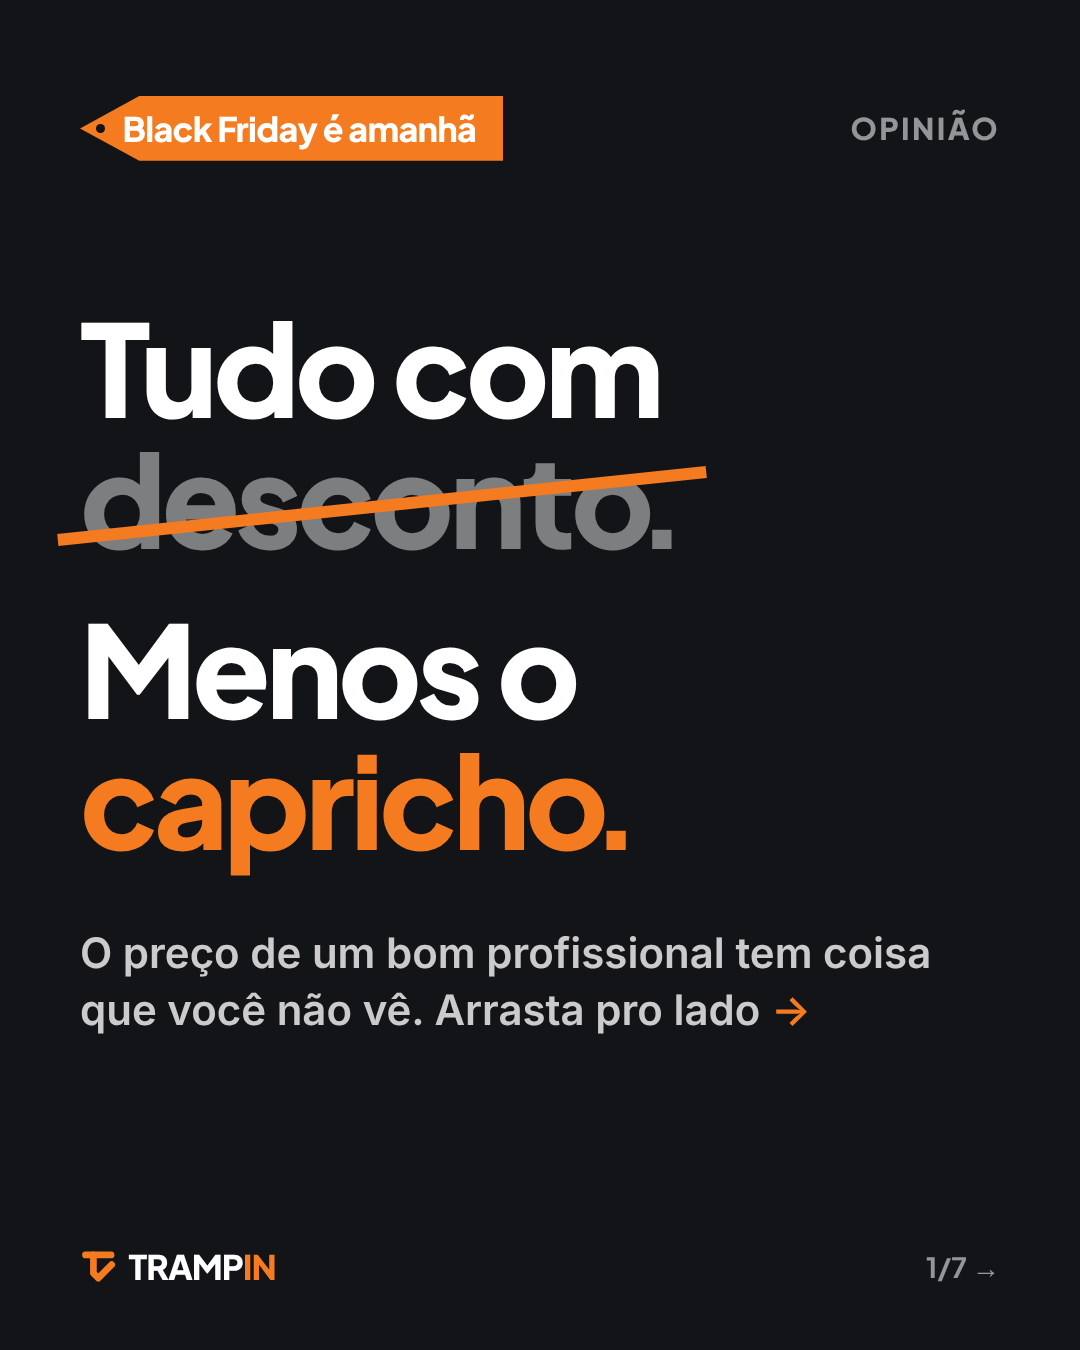 Black Friday é amanhã
OPINIÃO
Tudo com
desconto.
Menos o
capricho.
O preço de um bom profissional tem coisa
que você não vê. Arrasta pro lado →
TRAMPIN
1/7 →